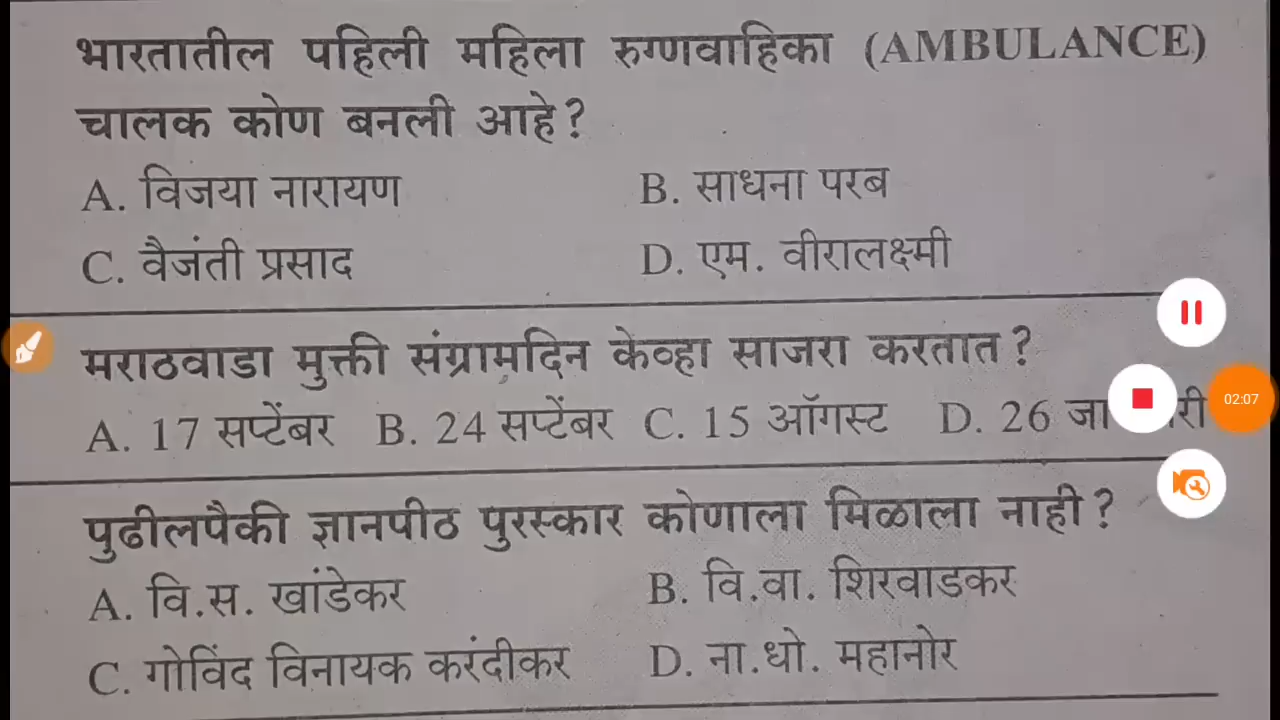 भारतातील पहिली महिला रुग्णवाहिका (AMBULANCE)
चालक कोण बनली आहे?
A. विजया नारायण B. साधना परब
C. वैजंती प्रसाद D. एम. वीरालक्ष्मी
मराठवाडा मुक्ती संग्रामदिन केव्हा साजरा करतात?
A. 17 सप्टेंबर B. 24 सप्टेंबर C. 15 ऑगस्ट D. 26
02:07
पुढीलपैकी ज्ञानपीठ पुरस्कार कोणाला मिळाला नाही?
A. वि.स. खांडेकर B. वि.वा. शिरवाडकर
C. गोविंद विनायक करंदीकर D. ना.धो. महानोर